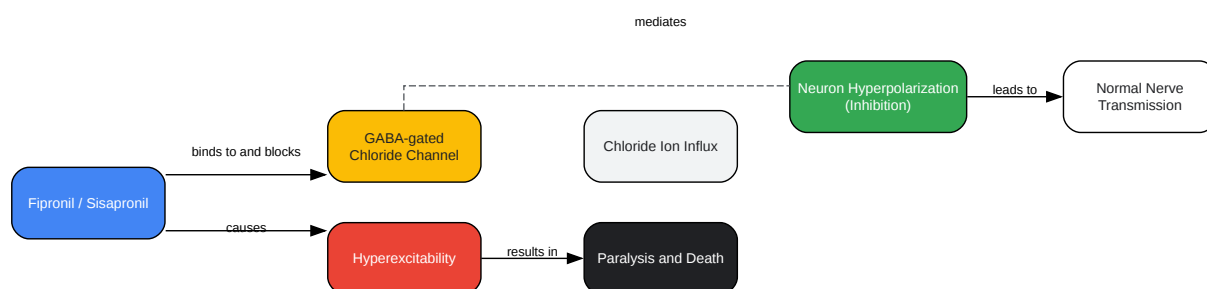 mediates
Neuron Hyperpolarization
(Inhibition)
leads to
Normal Nerve
Transmission
GABA-gated
Chloride Channel
Chloride Ion Influx
binds to and blocks
Fipronil / Sisapronil
causes
Hyperexcitability
results in
Paralysis and Death